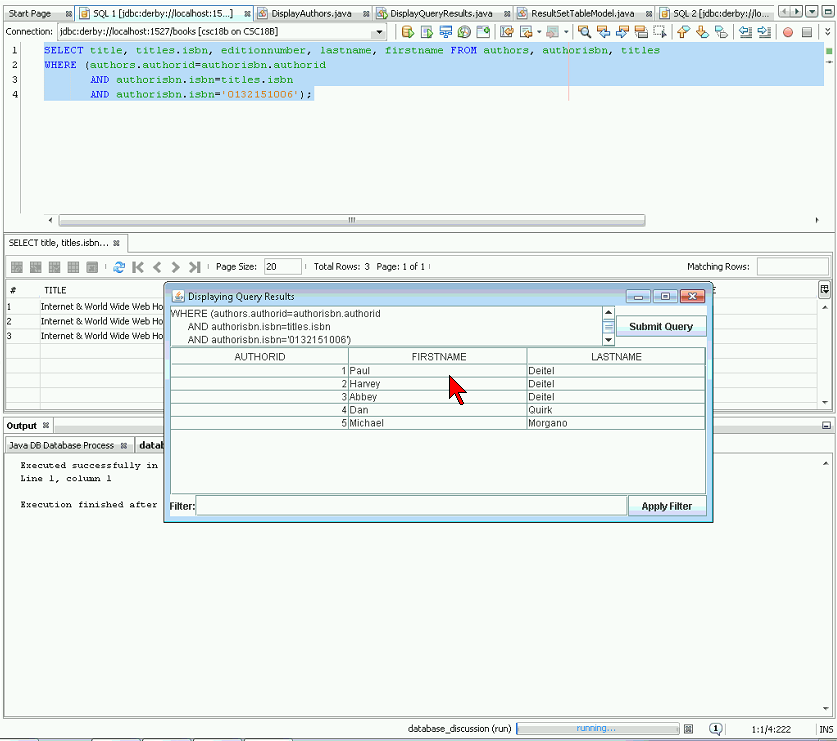 Start Page SQL 1 [jdbc:derby://localhost:15...] DisplayAuthors.java DisplayQueryResults.java ResultSetTableModel.java SQL 2 [jdbc:derby://lo...
Connection: jdbc:derby://localhost:1527/books [csc18b on CSC18B]
1 SELECT title, titles.isbn, editionnumber, lastname, firstname FROM authors, authorisbn, titles
2 WHERE (authors.authorid=authorisbn.authorid
3 AND authorisbn.isbn=titles.isbn
4 AND authorisbn.isbn='0132151006');
SELECT title, titles.isbn...
Page Size: 20 Total Rows: 3 Page: 1 of 1 Matching Rows:
# TITLE
1 Internet & World Wide Web Ho
2 Internet & World Wide Web Ho
3 Internet & World Wide Web Ho
Displaying Query Results
WHERE (authors.authorid=authorisbn.authorid
AND authorisbn.isbn=titles.isbn
AND authorisbn.isbn='0132151006')
Submit Query
AUTHORID FIRSTNAME LASTNAME
1 Paul Deitel
2 Harvey Deitel
3 Abbey Deitel
4 Dan Quirk
5 Michael Morgano
Filter: Apply Filter
Output
Java DB Database Process datab
Executed successfully in
Line 1, column 1
Execution finished after
database_discussion (run) running... 1 1:1/4:222 INS